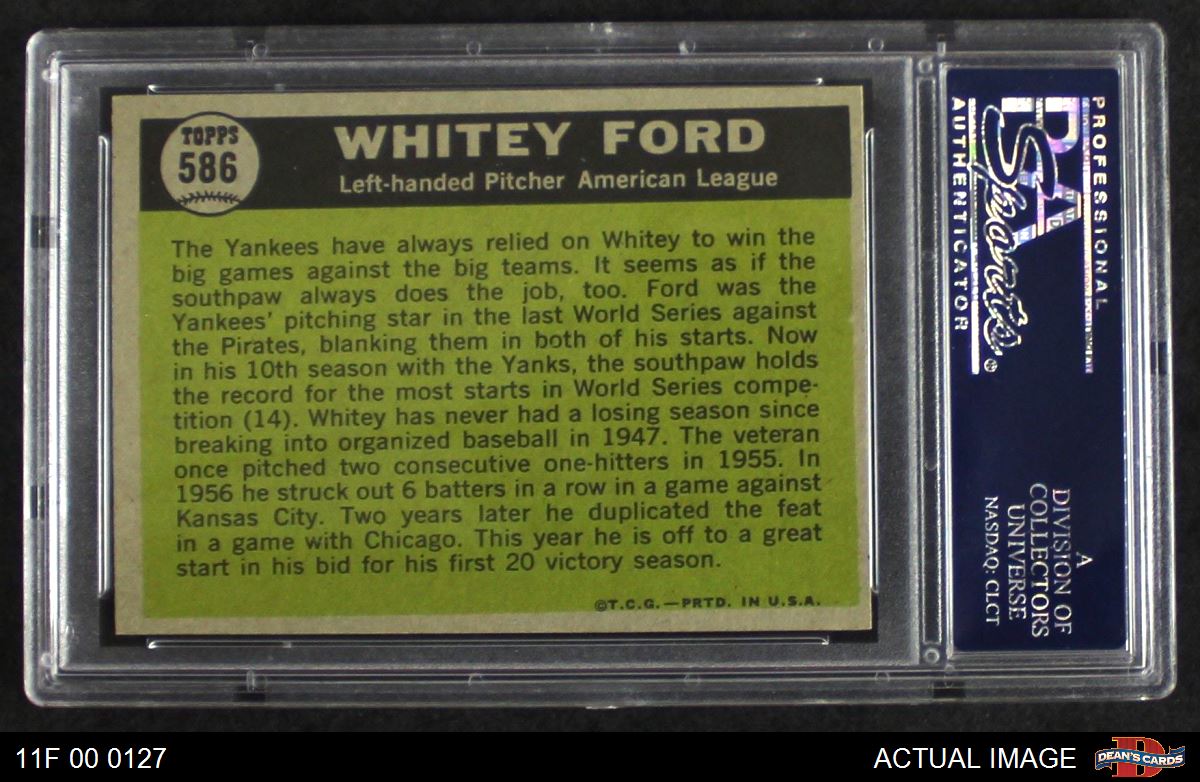 TOPPS
586
WHITEY FORD
Left-handed Pitcher American League
The Yankees have always relied on Whitey to win the
big games against the big teams. It seems as if the
southpaw always does the job, too. Ford was the
Yankees' pitching star in the last World Series against
the Pirates, blanking them in both of his starts. Now
in his 10th season with the Yanks, the southpaw holds
the record for the most starts in World Series compe-
tition (14). Whitey has never had a losing season since
breaking into organized baseball in 1947. The veteran
once pitched two consecutive one-hitters in 1955. In
1956 he struck out 6 batters in a row in a game against
Kansas City. Two years later he duplicated the feat
in a game with Chicago. This year he is off to a great
start in his bid for his first 20 victory season.
©T.C.G.—PRTD. IN U.S.A.
PROFESSIONAL
PSA
Sports
AUTHENTICATOR
®
A
DIVISION OF
COLLECTORS
UNIVERSE
NASDAQ: CLCT
11F 00 0127
ACTUAL IMAGE
D
DEAN'S CARDS